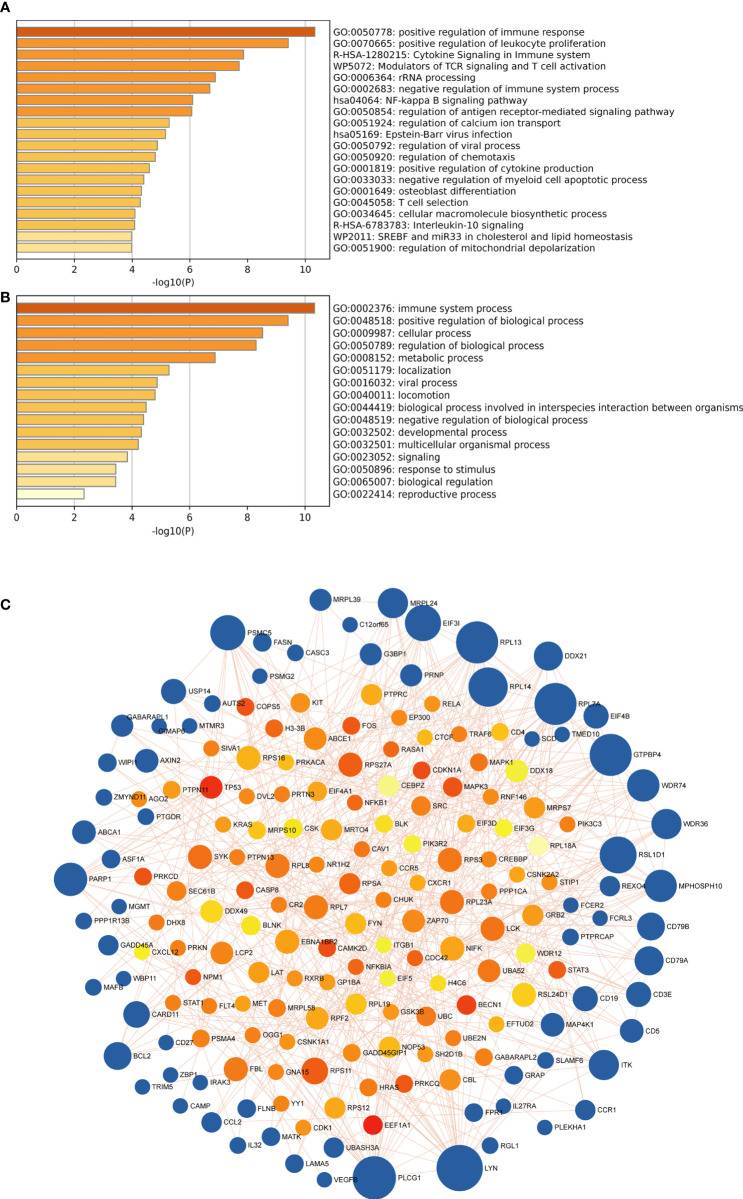 A
GO:0050778: positive regulation of immune response
GO:0070665: positive regulation of leukocyte proliferation
R-HSA-1280215: Cytokine Signaling in Immune system
WP5072: Modulators of TCR signaling and T cell activation
GO:0006364: rRNA processing
GO:0002683: negative regulation of immune system process
hsa04064: NF-kappa B signaling pathway
GO:0050854: regulation of antigen receptor-mediated signaling pathway
GO:0051924: regulation of calcium ion transport
hsa05169: Epstein-Barr virus infection
GO:0050792: regulation of viral process
GO:0050920: regulation of chemotaxis
GO:0001819: positive regulation of cytokine production
GO:0033033: negative regulation of myeloid cell apoptotic process
GO:0001649: osteoblast differentiation
GO:0045058: T cell selection
GO:0034645: cellular macromolecule biosynthetic process
R-HSA-6783783: Interleukin-10 signaling
WP2011: SREBF and miR33 in cholesterol and lipid homeostasis
GO:0051900: regulation of mitochondrial depolarization
0 2 4 6 8 10
-log10(P)
B
GO:0002376: immune system process
GO:0048518: positive regulation of biological process
GO:0009987: cellular process
GO:0050789: regulation of biological process
GO:0008152: metabolic process
GO:0051179: localization
GO:0016032: viral process
GO:0040011: locomotion
GO:0044419: biological process involved in interspecies interaction between organisms
GO:0048519: negative regulation of biological process
GO:0032502: developmental process
GO:0032501: multicellular organismal process
GO:0023052: signaling
GO:0050896: response to stimulus
GO:0065007: biological regulation
GO:0022414: reproductive process
0 2 4 6 8 10
-log10(P)
C
MRPL39 MRPL24
C12orf65 EIF3I
PSMC5 FASN CASC3 G3BP1 RPL13
DDX21
PSMG2 PRNP RPL14
USP14 AUTS2 COPS5 KIT PTPRC RELA RPL7A
GABARAPL1 GIMAP6 MTMR3 H3-3B FOS EP300 EIF4B
CTCF TRAF6 CD4 SCD TMED10
SIVA1 ABCE1 RASA1
WIPI1 AXIN2 RPS16 PRKACA RPS27A CDKN1A MAPK1 DDX18 GTPBP4
PTPN11 TP53 CEBPZ MAPK3 WDR74
ZMYND11 AGO2 DVL2 PRTN3 EIF4A1 NFKB1 SRC RNF146 MRPS7
PTGDR
ABCA1 KRAS MRPS10 CSK MRTO4 BLK EIF3D EIF3G PIK3C3 WDR36
PIK3R2 RPL18A
ASF1A SYK PTPN13 RPL8 NR1H2 CAV1 CCR5 RPS3 CREBBP CSNK2A2 RSL1D1
PARP1 PRKCD SEC61B CASP8 RPSA CXCR1 PPP1CA STIP1 REXO4 MPHOSPH10
MGMT CR2 CHUK RPL23A FCER2
PPP1R13B DDX49 RPL7 FYN ZAP70 GRB2 FCRL3
DHX8 BLNK LCK PTPRCAP CD79B
GADD45A PRKN EBNA1BP2 CAMK2D ITGB1 NIFK
CXCL12 LCP2 CDC42 WDR12 CD79A
WBP11 NPM1 LAT RXRB NFKBIA UBA52 STAT3
MAFB GP1BA EIF5 H4C6 RSL24D1 CD19 CD3E
STAT1 FLT4 MET MRPL58 RPL19 GSK3B BECN1
CARD11 RPF2 UBC EFTUD2 MAP4K1 CD5
CD27 PSMA4 OGG1 CSNK1A1 NOP53 UBE2N
BCL2 GADD45GIP1 SH2D1B GABARAPL2 SLAMF6 ITK
ZBP1 FBL GNA15 RPS11 PRKCQ CBL GRAP
TRIM5 IRAK3 HRAS
CAMP FLNB YY1 RPS12 FPR1 IL27RA CCR1
CCL2 CDK1 EEF1A1 PLEKHA1
IL32 MATK UBASH3A RGL1
LAMA5 LYN
VEGFB PLCG1